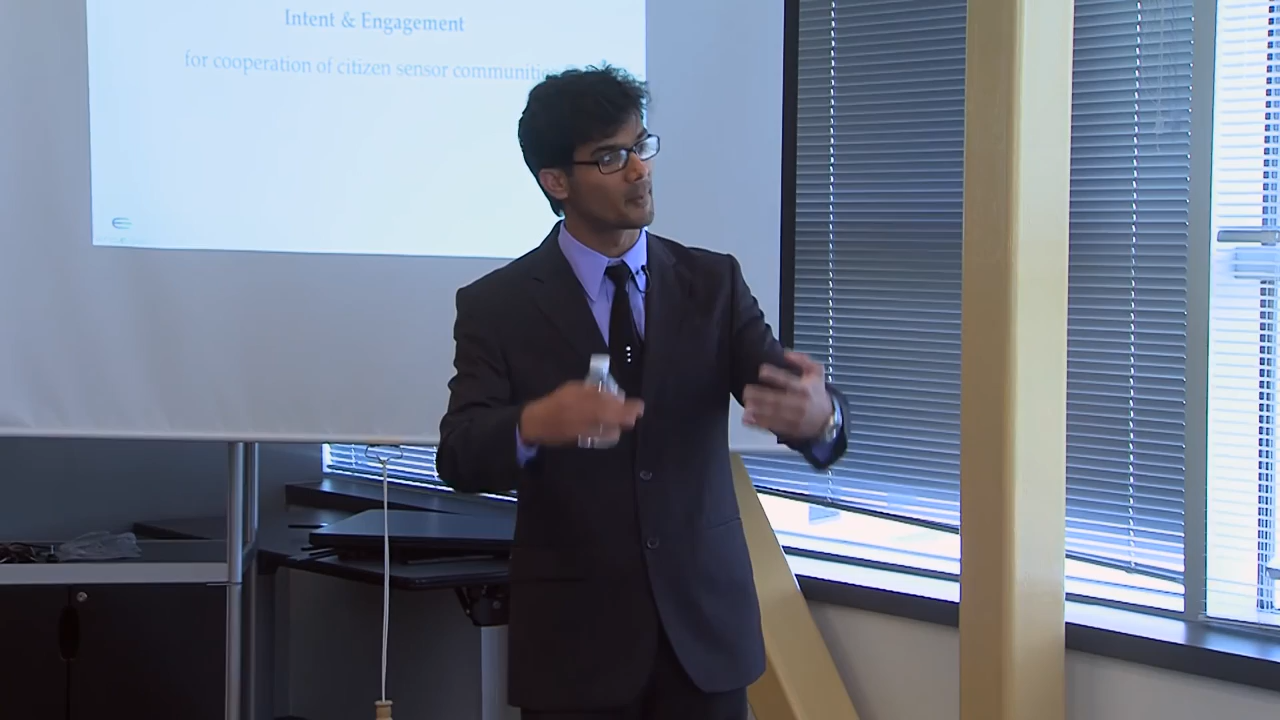 Intent & Engagement
for cooperation of citizen sensor communiti